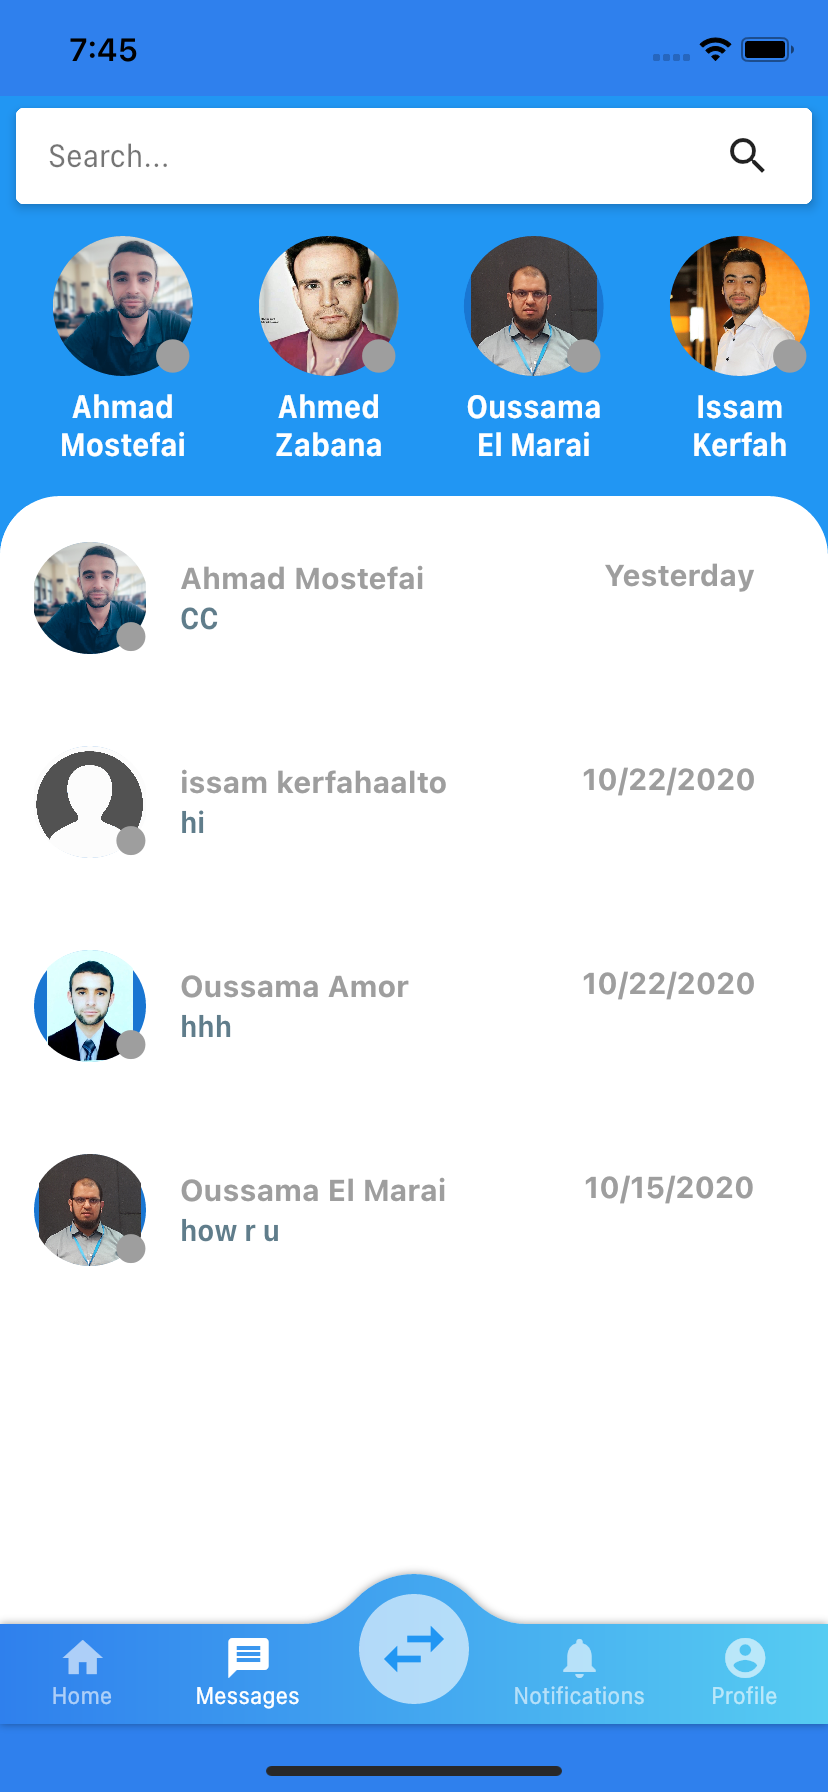 7:45
Search...
Ahmad
Mostefai
Ahmed
Zabana
Oussama
El Marai
Issam
Kerfah
Ahmad Mostefai
Yesterday
CC
issam kerfahaalto
10/22/2020
hi
Oussama Amor
10/22/2020
hhh
Oussama El Marai
10/15/2020
how r u
Home
Messages
Notifications
Profile